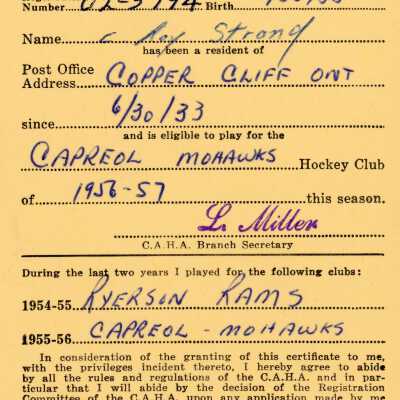 Number Birth
Name Ray Strong
has been a resident of
Post Office
Address COPPER CLIFF ONT
since 6/30/33
and is eligible to play for the
CAPREOL MOHAWKS Hockey Club
of 1956-57 this season.
L. Miller
C.A.H.A. Branch Secretary
During the last two years I played for the following clubs:
1954-55 RYERSON RAMS
1955-56 CAPREOL - MOHAWKS
In consideration of the granting of this certificate to me,
with the privileges incident thereto, I hereby agree to abide
by all the rules and regulations of the C.A.H.A. and in par-
ticular that I will abide by the decision of the Registration
Committee of the C.A.H.A. upon any application made by me